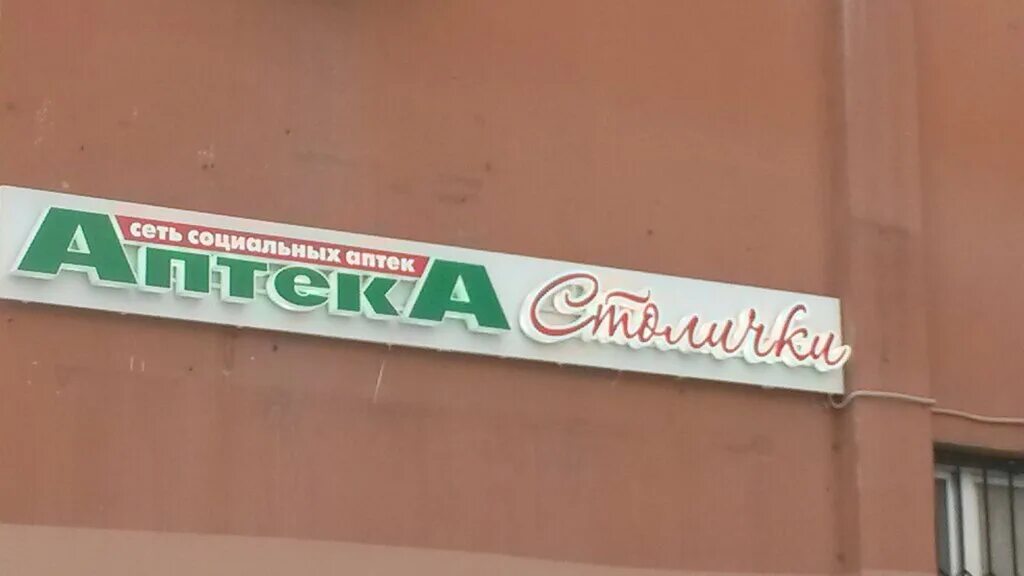 сеть социальных аптек
АптекА Столички